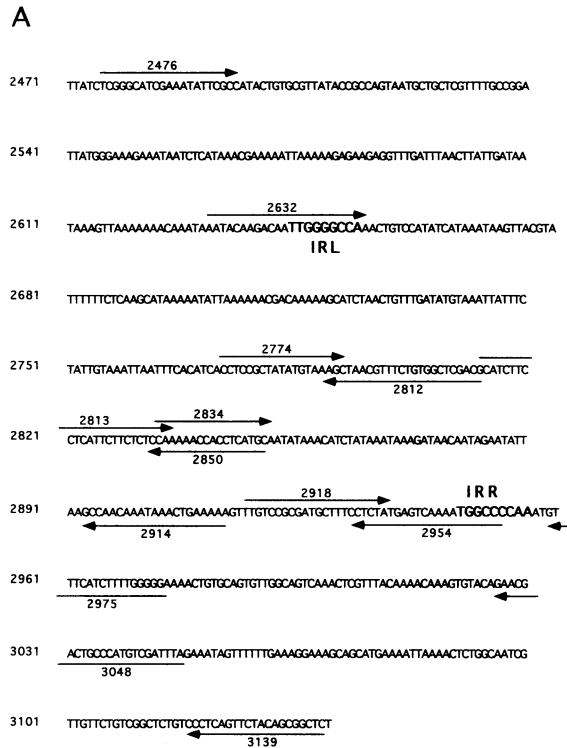 A
2476
2471 TTATCTCGGGCATCGAAATATTCGCCATACTGTGCGTTATACCGCCAGTAATGCTGCTCGTTTTGCCGGA
2541 TTATGGGAAAGAAATAATCTCATAAACGAAAAATTAAAAAGAGAAGAGGTTTGATTTAACTTATTGATAA
2632
2611 TAAAGTTAAAAAAACAAATAAATACAAGACAATTGGGGCCAAACTGTCCATATCATAAATAAGTTACGTA
IRL
2681 TTTTTTCTCAAGCATAAAAATATTAAAAAACGACAAAAAGCATCTAACTGTTTGATATGTAAATTATTTC
2774
2751 TATTGTAAATTAATTTCACATCACCTCCGCTATATGTAAAGCTAACGTTTCTGTGGCTCGACGCATCTTC
2812
2813 2834
2821 CTCATTCTTCTCTCCAAAAACCACCTCATGCAATATAAACATCTATAAATAAAGATAACAATAGAATATT
2850
2918 IRR
2891 AAGCCAACAAATAAACTGAAAAAGTTTGTCCGCGATGCTTTCCTCTATGAGTCAAAATGGCCCCAAATGT
2914 2954
2961 TTCATCTTTTGGGGGAAAACTGTGCAGTGTTGGCAGTCAAACTCGTTTACAAAACAAAGTGTACAGAACG
2975
3031 ACTGCCCATGTCGATTTAGAAATAGTTTTTTGAAAGGAAAGCAGCATGAAAATTAAAACTCTGGCAATCG
3048
3101 TTGTTCTGTCGGCTCTGTCCCTCAGTTCTACAGCGGCTCT
3139